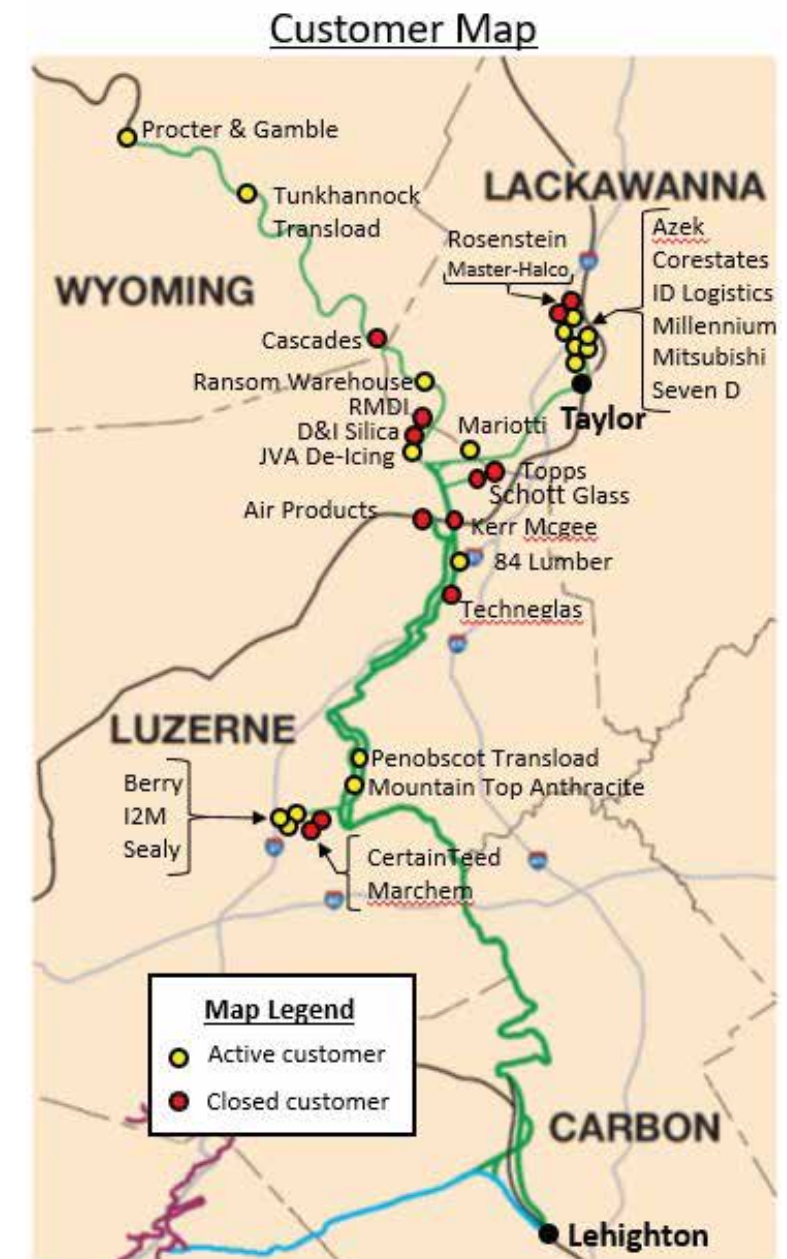 Customer Map
Procter & Gamble
LACKAWANNA
Tunkhannock
Transload
Azek
Corestates
ID Logistics
Millennium
Mitsubishi
Seven D
Rosenstein
Master-Halco
WYOMING
Cascades
Ransom Warehouse
RMDI
D&I Silica
JVA De-Icing
Mariotti
Taylor
Topps
Schott Glass
Air Products
Kerr Mcgee
84 Lumber
Techneglas
LUZERNE
Penobscot Transload
Mountain Top Anthracite
Berry
I2M
Sealy
CertainTeed
Marchem
Map Legend
Active customer
Closed customer
CARBON
Lehighton